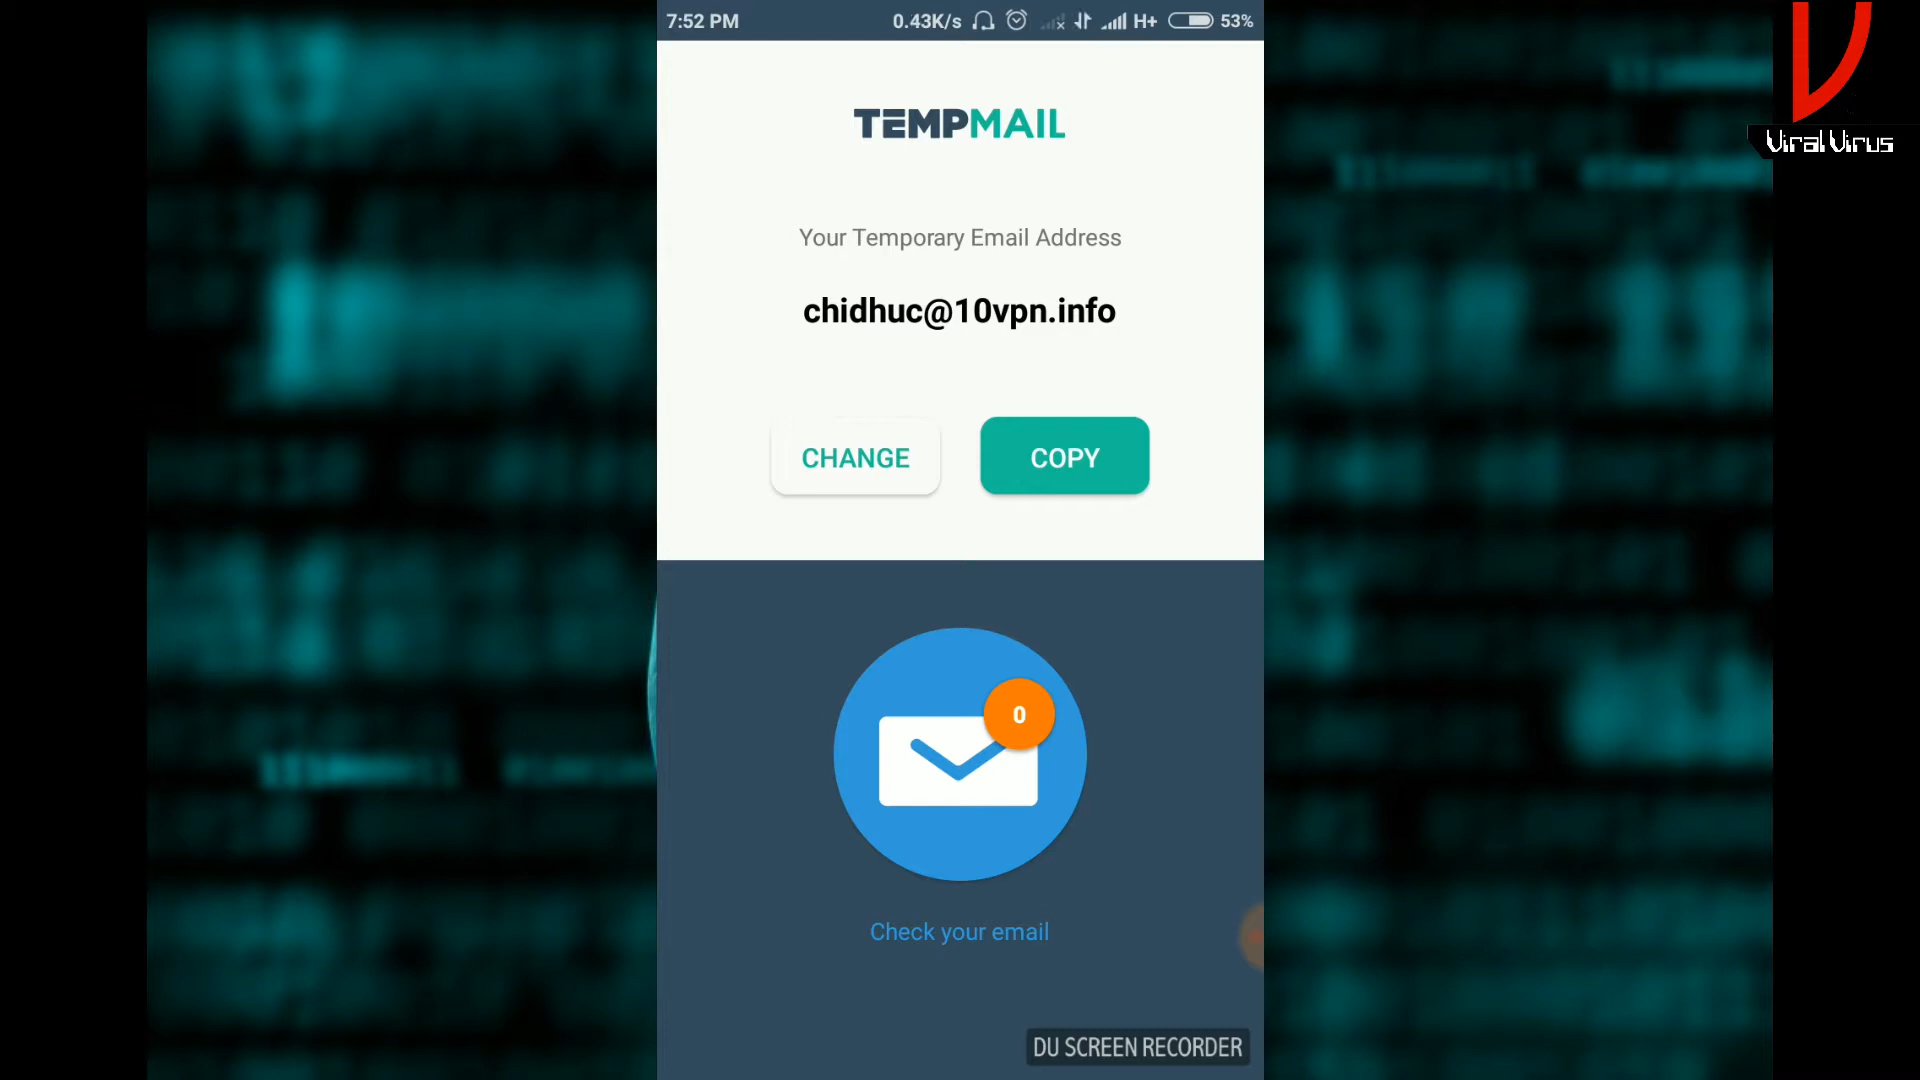 7:52 PM 0.43K/s H+ 53%
Viral Virus
TEMPMAIL
Your Temporary Email Address
chidhuc@10vpn.info
CHANGE COPY
0
Check your email
DU SCREEN RECORDER